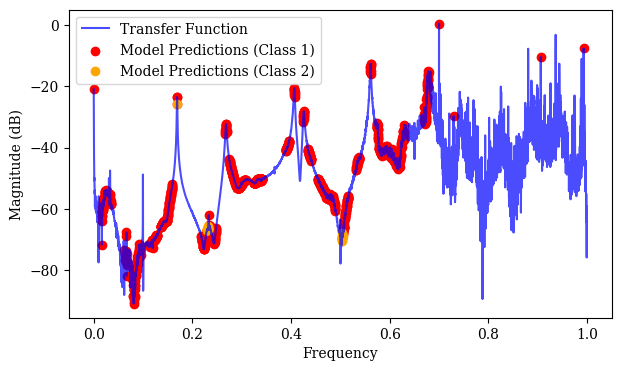 Transfer Function
Model Predictions (Class 1)
Model Predictions (Class 2)
Magnitude (dB)
0
−20
−40
−60
−80
0.0 0.2 0.4 0.6 0.8 1.0
Frequency